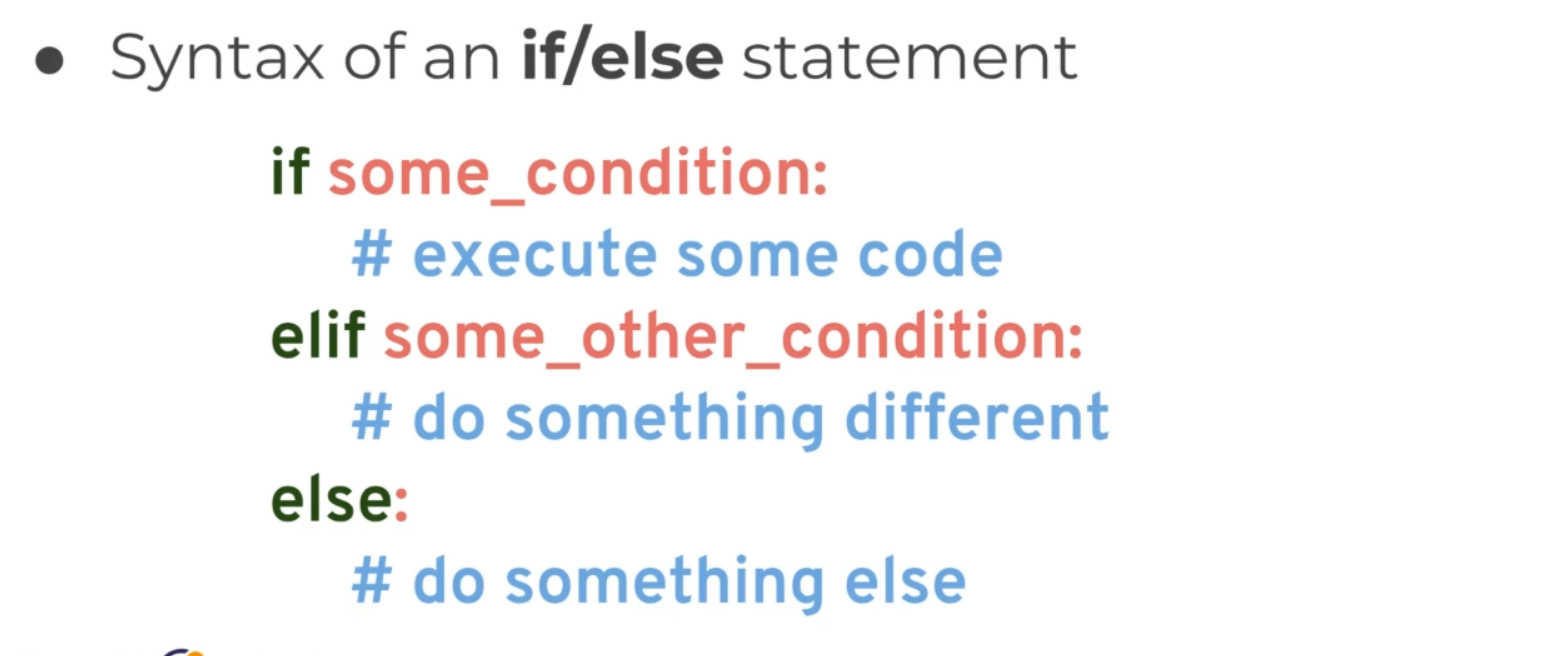 ● Syntax of an if/else statement
if some_condition:
# execute some code
elif some_other_condition:
# do something different
else:
# do something else